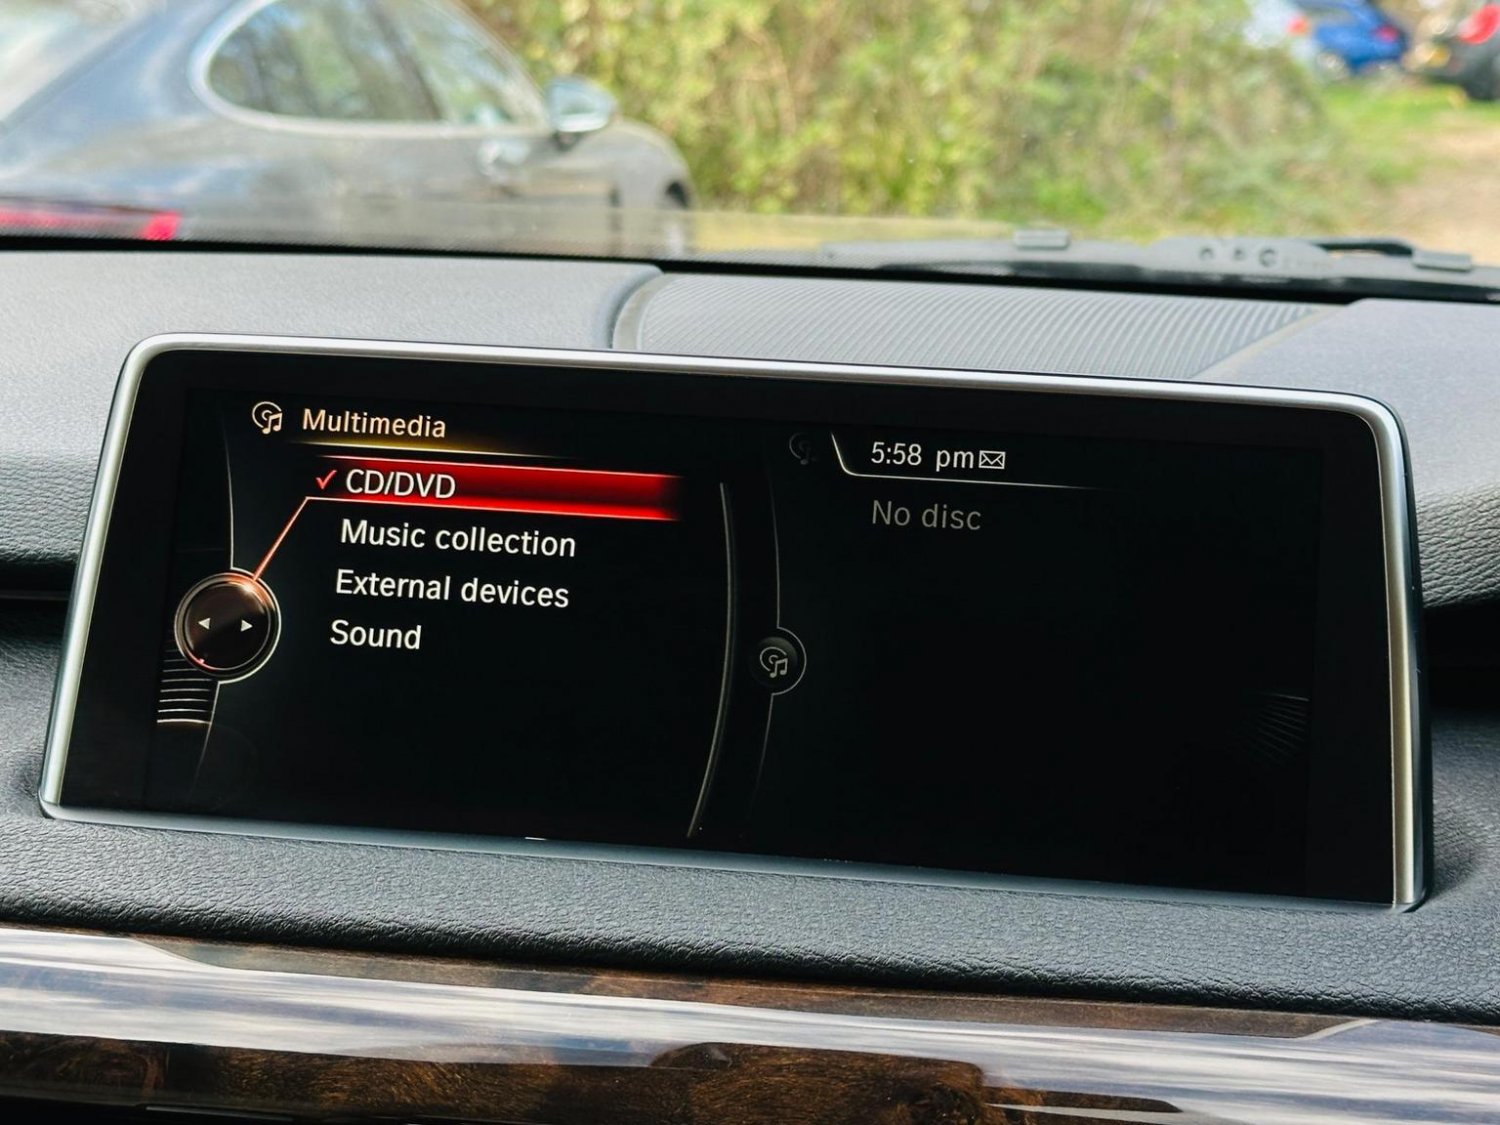 Multimedia
CD/DVD
Music collection
External devices
Sound
5:58 pm
No disc